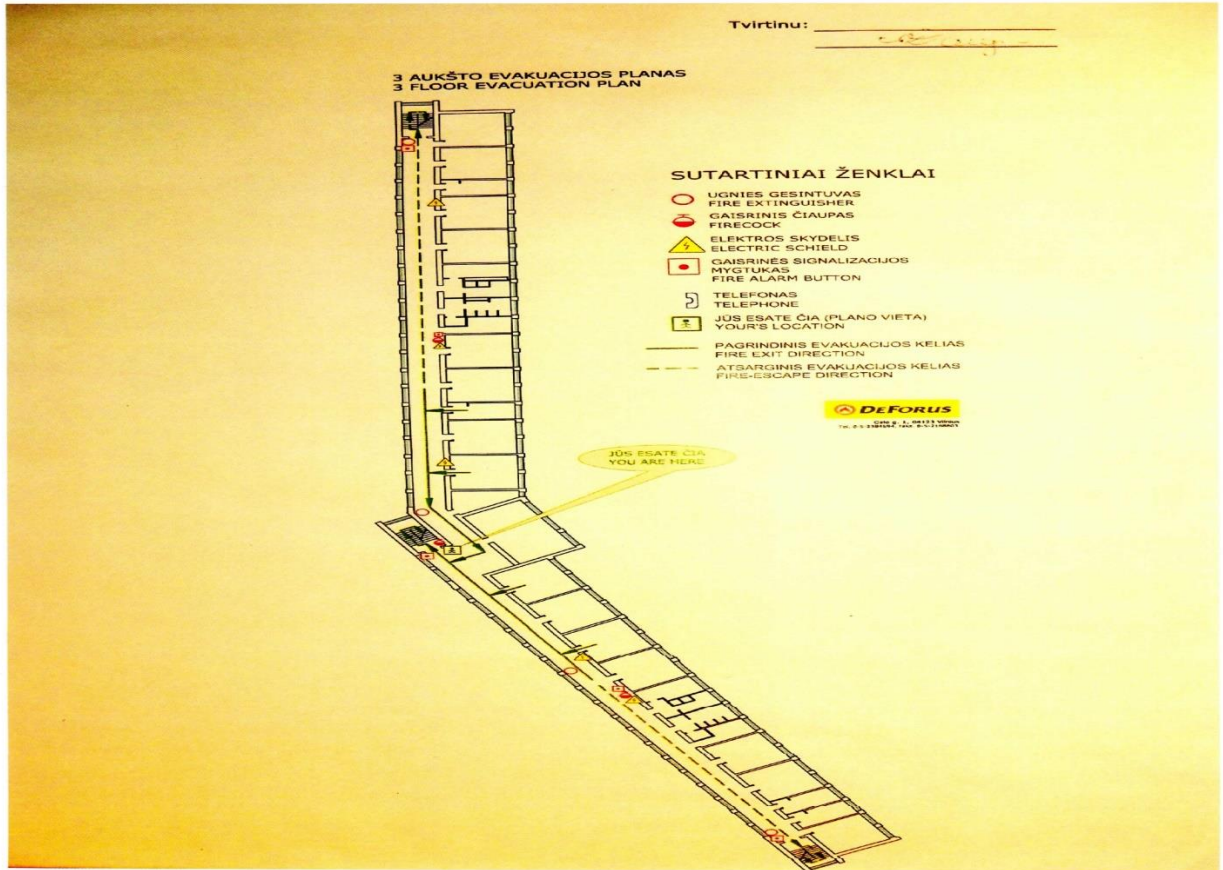 Tvirtinu:
3 AUKŠTO EVAKUACIJOS PLANAS
3 FLOOR EVACUATION PLAN
SUTARTINIAI ŽENKLAI
UGNIES GESINTUVAS
FIRE EXTINGUISHER
GAISRINIS ČIAUPAS
FIRECOCK
ELEKTROS SKYDELIS
ELECTRIC SCHIELD
GAISRINĖS SIGNALIZACIJOS
MYGTUKAS
FIRE ALARM BUTTON
TELEFONAS
TELEPHONE
JŪS ESATE ČIA (PLANO VIETA)
YOUR'S LOCATION
PAGRINDINIS EVAKUACIJOS KELIAS
FIRE EXIT DIRECTION
ATSARGINIS EVAKUACIJOS KELIAS
FIRE-ESCAPE DIRECTION
DEFORUS
JŪS ESATE ČIA
YOU ARE HERE